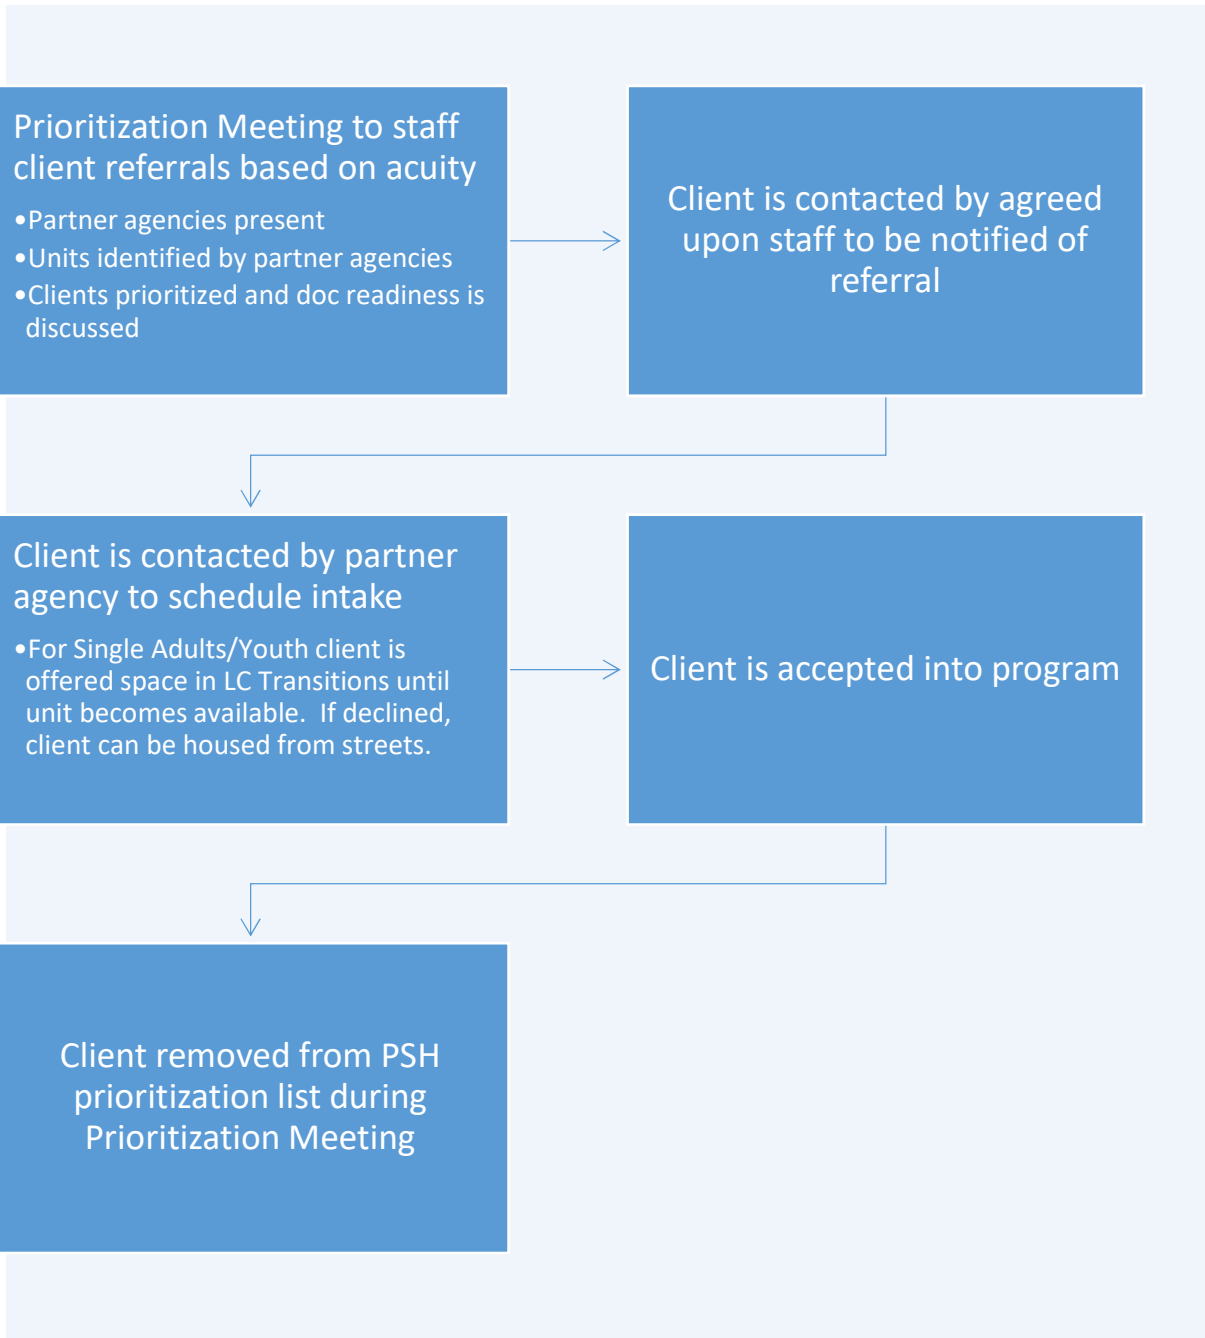 Prioritization Meeting to staff
client referrals based on acuity
•Partner agencies present
•Units identified by partner agencies
•Clients prioritized and doc readiness is
discussed
Client is contacted by agreed
upon staff to be notified of
referral
Client is contacted by partner
agency to schedule intake
•For Single Adults/Youth client is
offered space in LC Transitions until
unit becomes available.  If declined,
client can be housed from streets.
Client is accepted into program
Client removed from PSH
prioritization list during
Prioritization Meeting